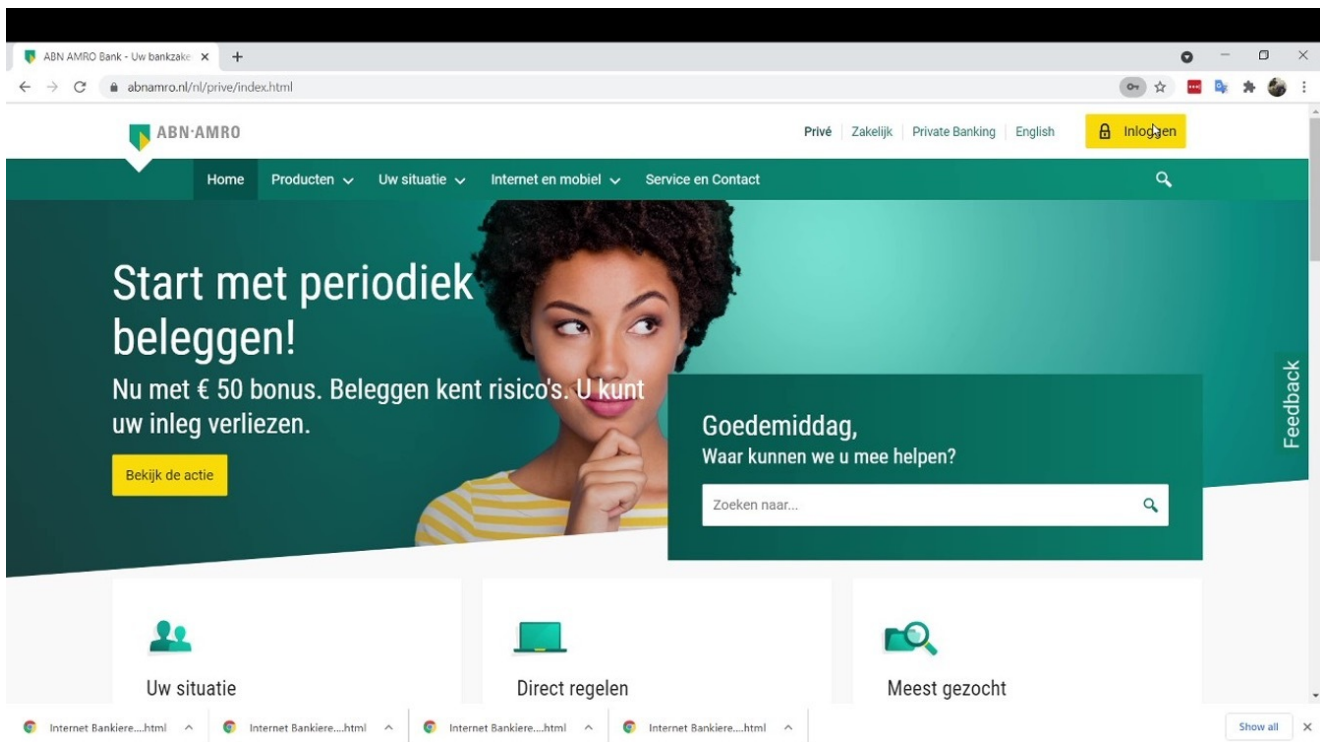 ABN AMRO Bank - Uw bankzake
abnamro.nl/nl/prive/index.html
ABN·AMRO
Privé
Zakelijk
Private Banking
English
Inloggen
Home
Producten
Uw situatie
Internet en mobiel
Service en Contact
Start met periodiek
beleggen!
Nu met € 50 bonus. Beleggen kent risico's. U kunt
uw inleg verliezen.
Bekijk de actie
Goedemiddag,
Waar kunnen we u mee helpen?
Zoeken naar...
Feedback
Uw situatie
Direct regelen
Meest gezocht
Internet Bankiere....html
Internet Bankiere....html
Internet Bankiere....html
Internet Bankiere....html
Show all